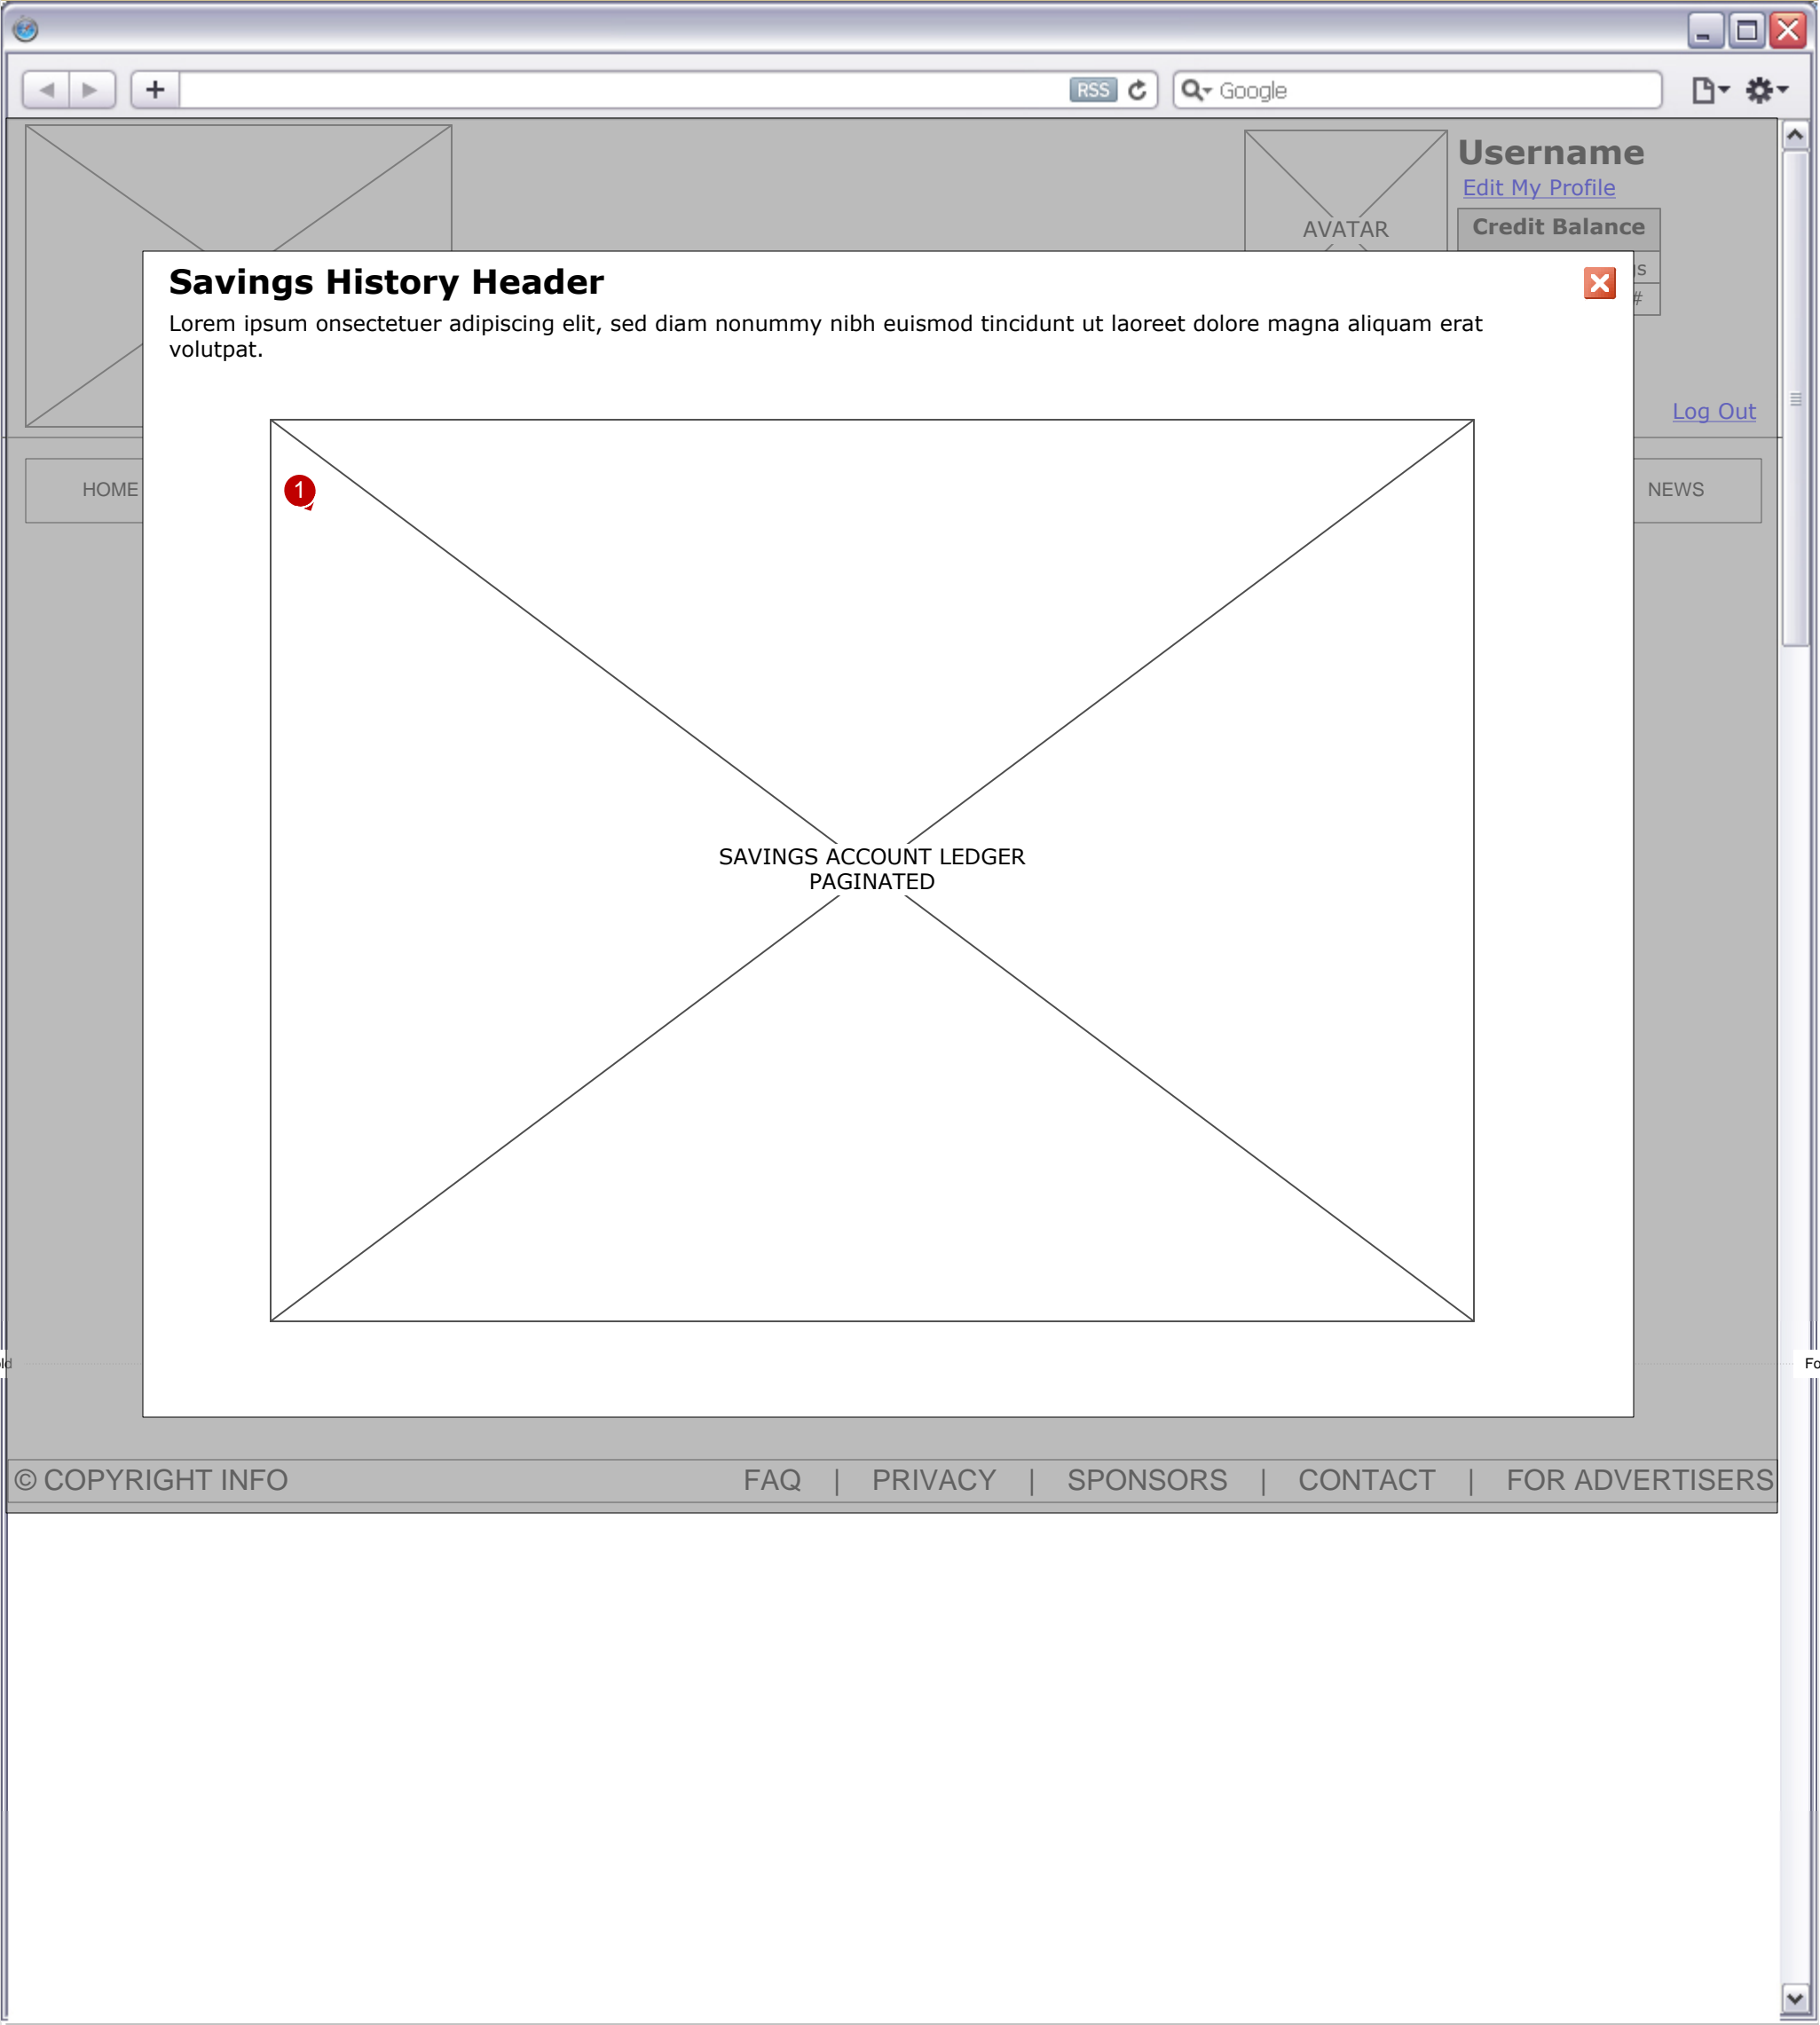 RSS
Google
Username
Edit My Profile
AVATAR
Credit Balance
Savings History Header
#
Lorem ipsum onsectetuer adipiscing elit, sed diam nonummy nibh euismod tincidunt ut laoreet dolore magna aliquam erat
volutpat.
Log Out
HOME
1
NEWS
SAVINGS ACCOUNT LEDGER
PAGINATED
© COPYRIGHT INFO FAQ | PRIVACY | SPONSORS | CONTACT | FOR ADVERTISERS